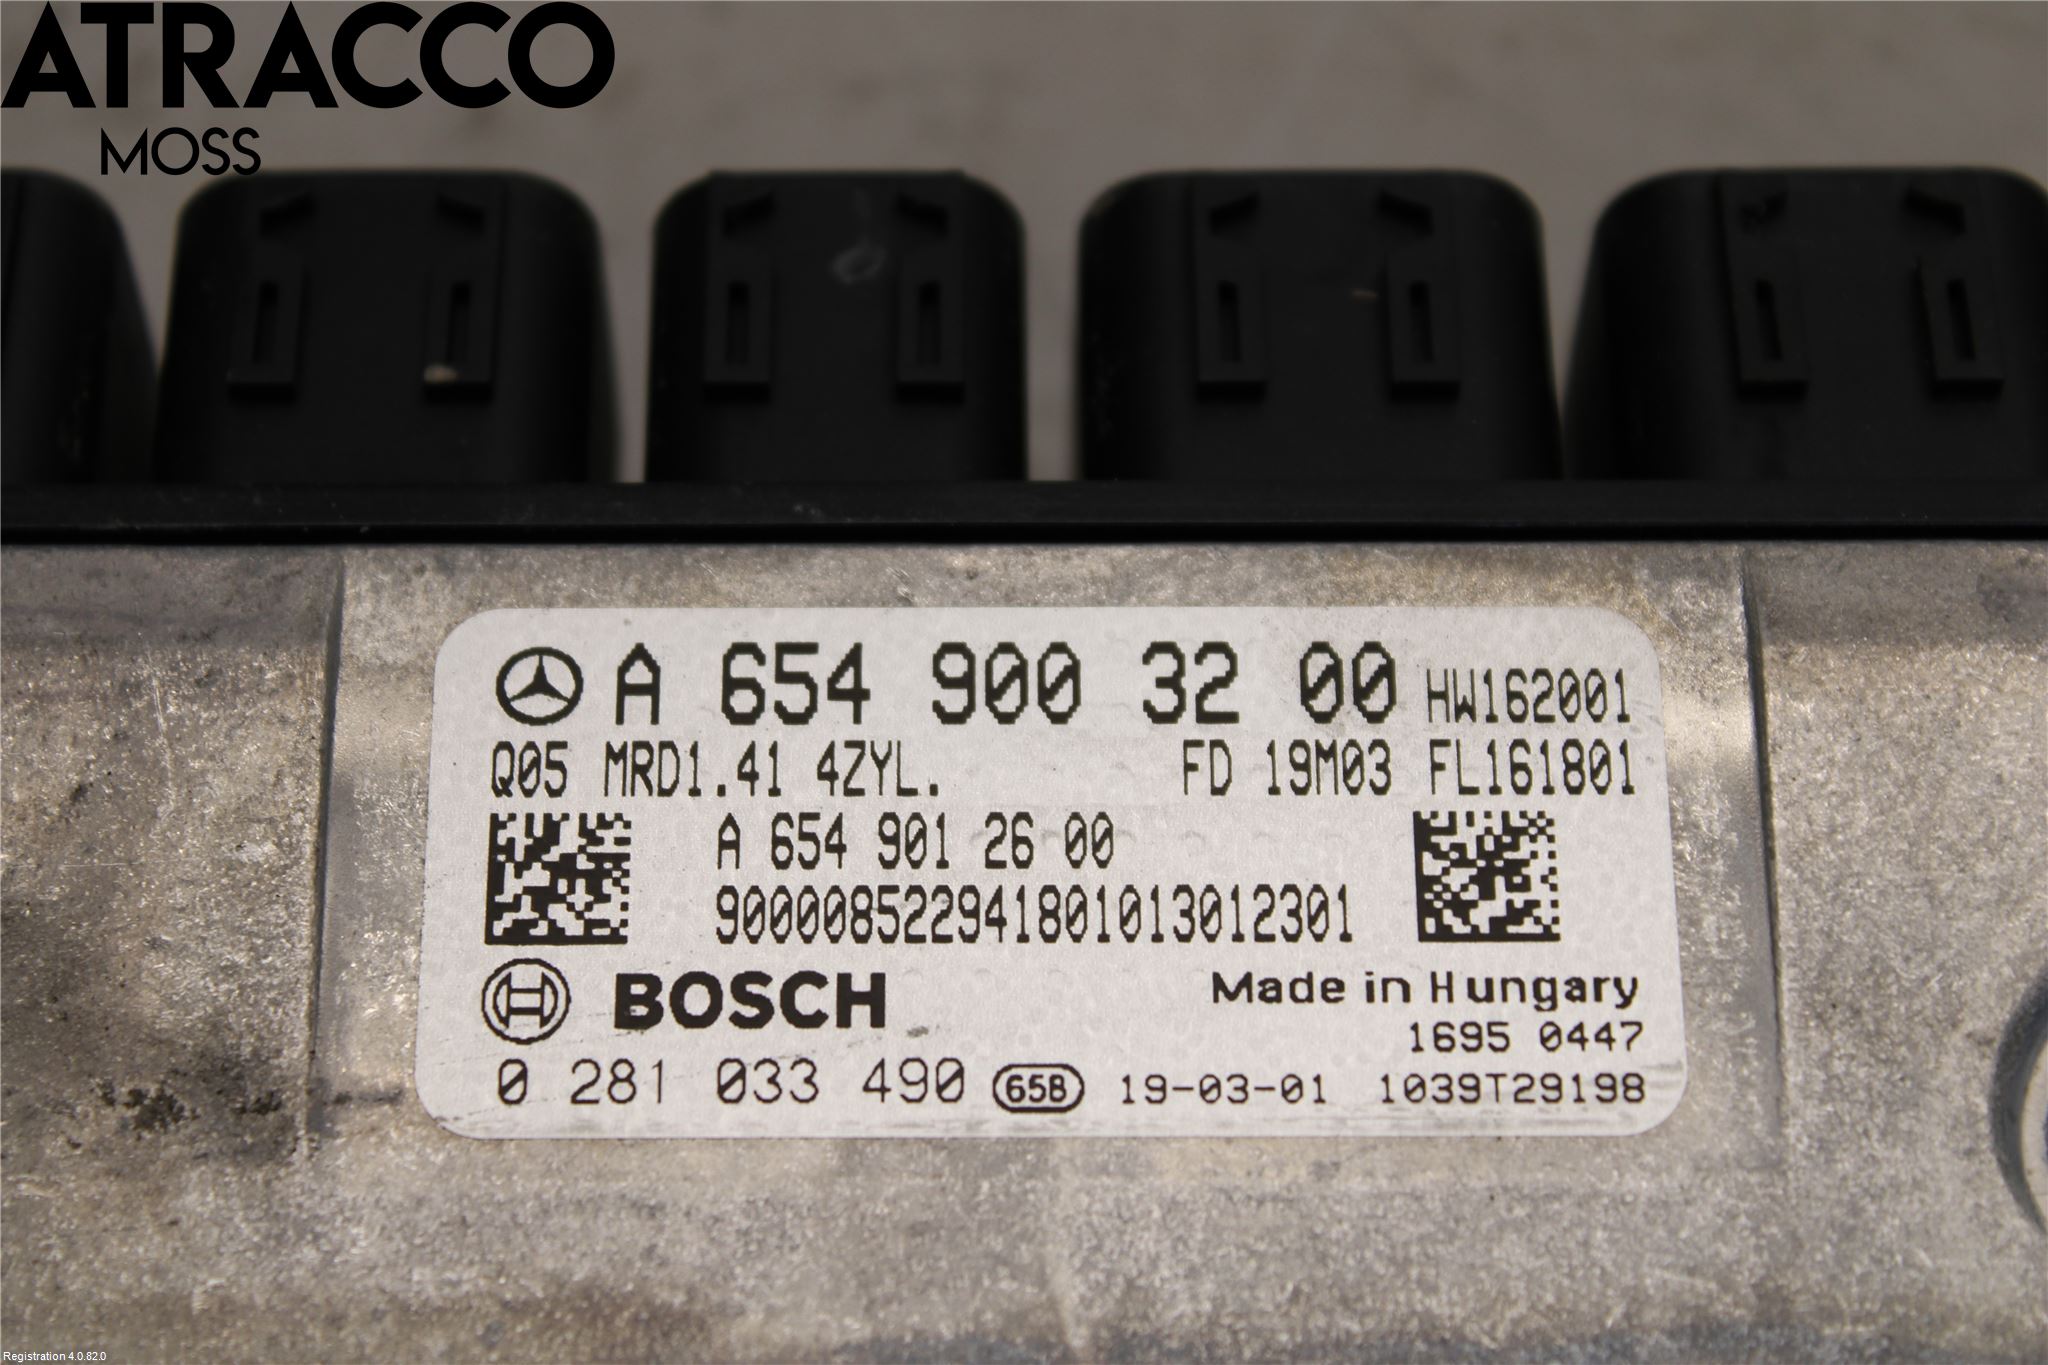 ATRACCO
MOSS
A 654 900 32 00 HW162001
Q05 MRD1.41 4ZYL. FD 19M03 FL161801
A 654 901 26 00
900008522941801013012301
BOSCH
Made in Hungary
1695 0447
0 281 033 490 65B 19-03-01 1039T29198
Registration 4.0.82.0